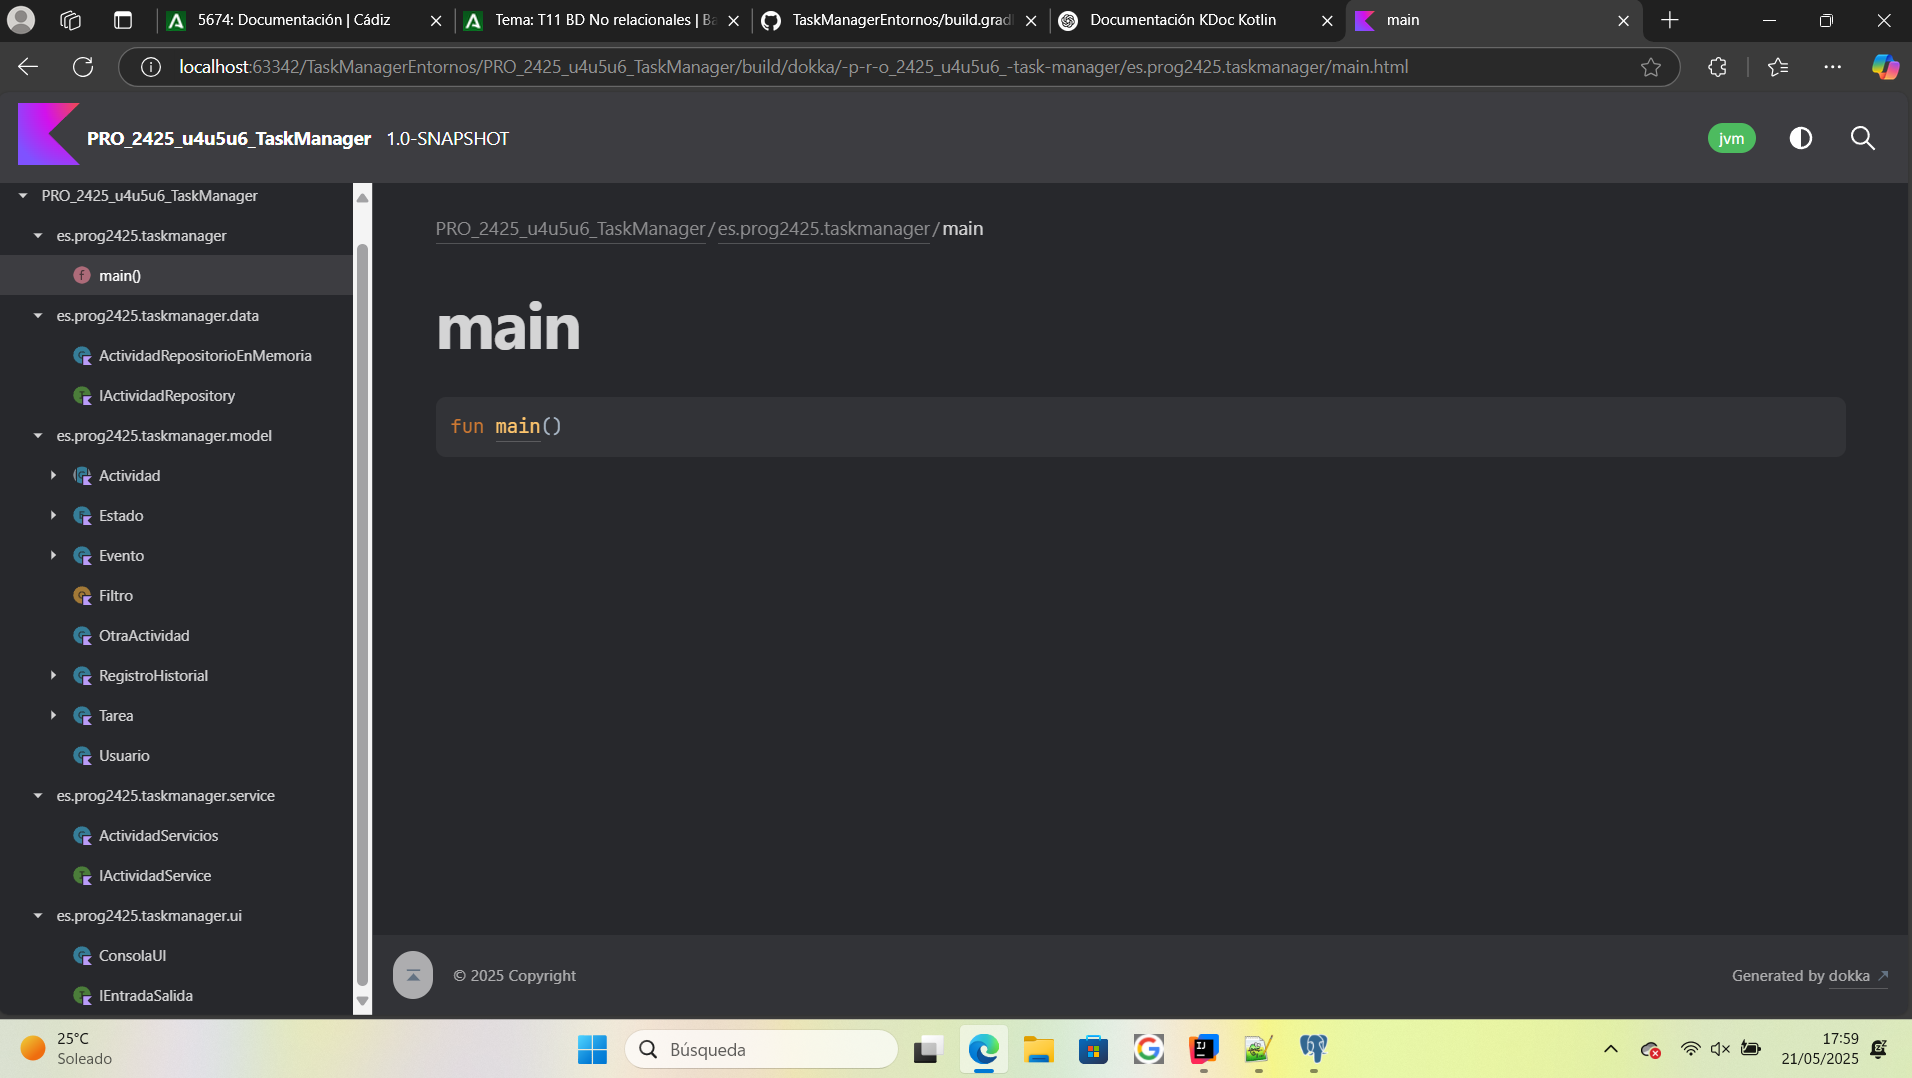 5674: Documentación | Cádiz
Tema: T11 BD No relacionales | Ba
TaskManagerEntornos/build.gradl
Documentación KDoc Kotlin
main
localhost:63342/TaskManagerEntornos/PRO_2425_u4u5u6_TaskManager/build/dokka/-p-r-o_2425_u4u5u6_-task-manager/es.prog2425.taskmanager/main.html
PRO_2425_u4u5u6_TaskManager 1.0-SNAPSHOT
jvm
PRO_2425_u4u5u6_TaskManager
es.prog2425.taskmanager
main()
es.prog2425.taskmanager.data
ActividadRepositorioEnMemoria
IActividadRepository
es.prog2425.taskmanager.model
Actividad
Estado
Evento
Filtro
OtraActividad
RegistroHistorial
Tarea
Usuario
es.prog2425.taskmanager.service
ActividadServicios
IActividadService
es.prog2425.taskmanager.ui
ConsolaUI
IEntradaSalida
PRO_2425_u4u5u6_TaskManager/es.prog2425.taskmanager/main
main
fun main()
© 2025 Copyright
Generated by dokka
25°C
Soleado
Búsqueda
17:59
21/05/2025